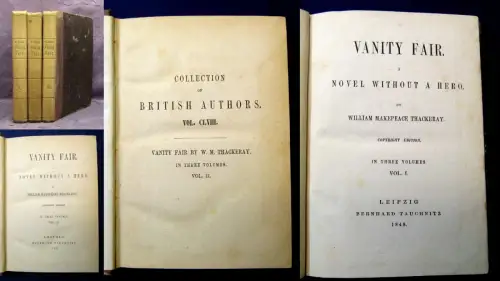 VANITY FAIR.
NOVEL WITHOUT A HERO.
VANITY FAIR
COLLECTION
OF
BRITISH AUTHORS.
VOL. CLVIII.
VANITY FAIR BY W. M. THACKERAY.
IN THREE VOLUMES.
VOL. II.
VANITY FAIR.
A
NOVEL WITHOUT A HERO.
BY
WILLIAM MAKEPEACE THACKERAY.
COPYRIGHT EDITION.
IN THREE VOLUMES
VOL. I.
LEIPZIG
BERNHARD TAUCHNITZ
1848.